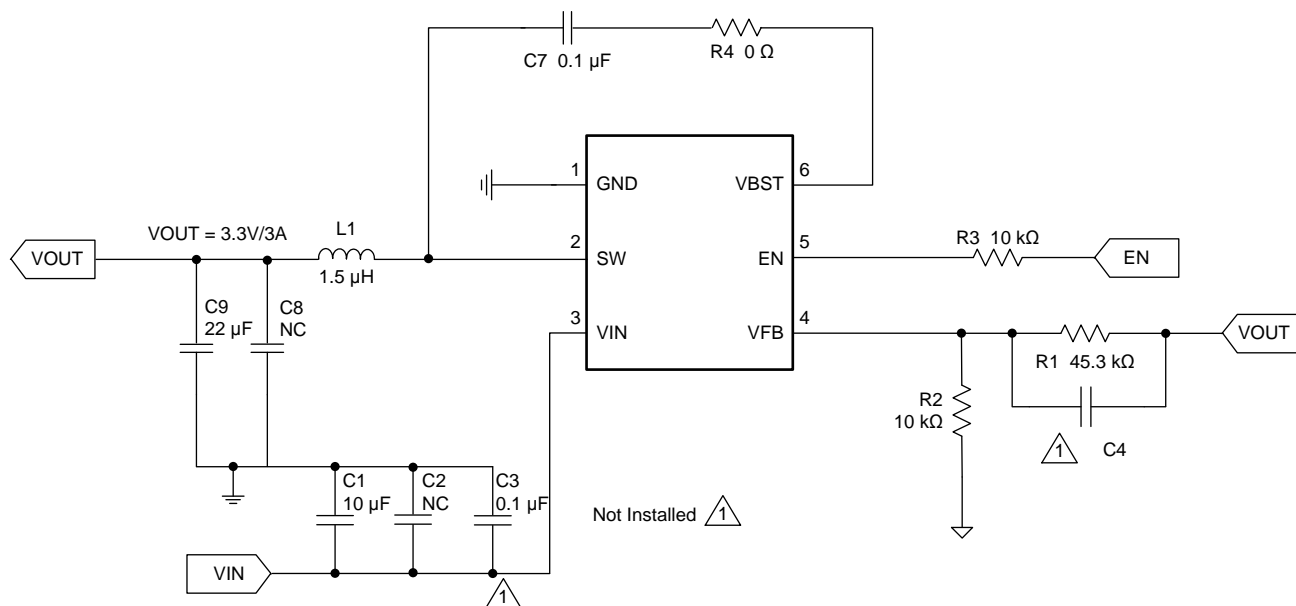 C7  0.1 µF
R4  0 Ω
1
GND
VBST
6
VOUT = 3.3V/3A
L1
VOUT
1.5 µH
2
SW
EN
5
R3  10 kΩ
EN
C9
22 µF
C8
NC
3
VIN
VFB
4
VOUT
R1  45.3 kΩ
R2
10 kΩ
1
C4
C1
10 µF
C2
NC
C3
0.1 µF
Not Installed
1
VIN
1